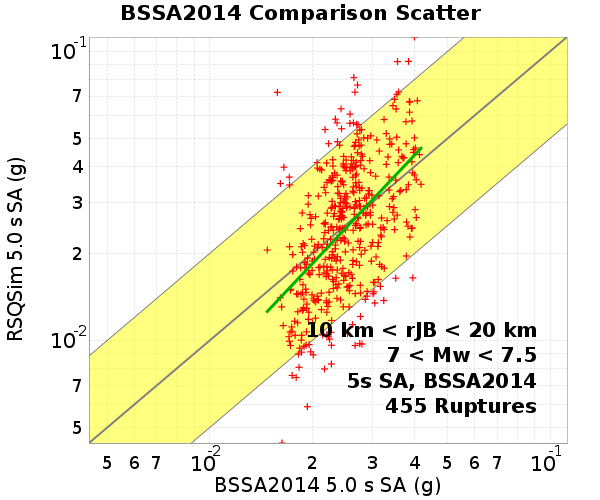 BSSA2014 Comparison Scatter
RSQSim 5.0 s SA (g)
10-1
7
5
4
3
2
10-2
7
5
10 km < rJB < 20 km
7 < Mw < 7.5
5s SA, BSSA2014
455 Ruptures
5 6 7 10-2 2 3 4 5 6 7 10-1
BSSA2014 5.0 s SA (g)